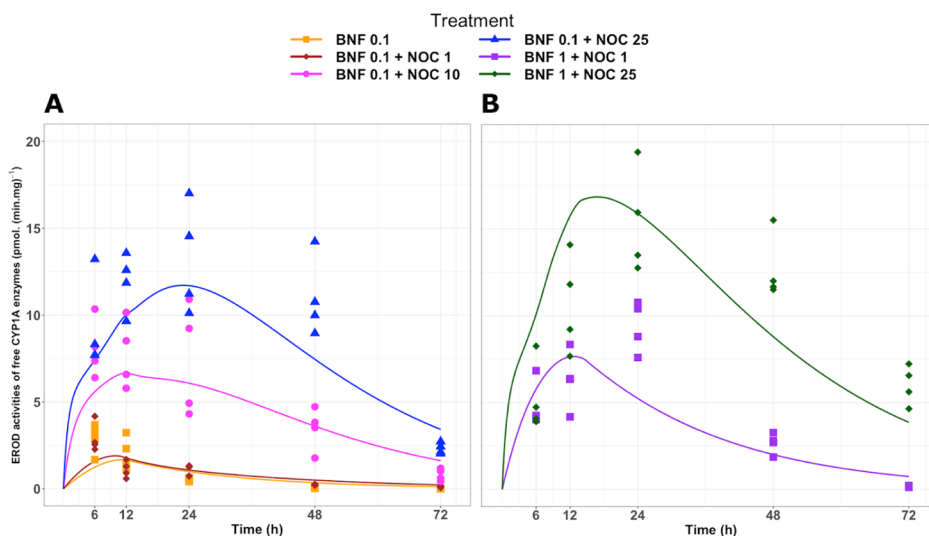 Treatment
BNF 0.1
BNF 0.1 + NOC 25
BNF 0.1 + NOC 1
BNF 1 + NOC 1
BNF 0.1 + NOC 10
BNF 1 + NOC 25
A
B
EROD activities of free CYP1A enzymes (pmol. (min.mg)⁻¹)
20
15
10
5
0
6 12 24 48 72
6 12 24 48 72
Time (h)
Time (h)